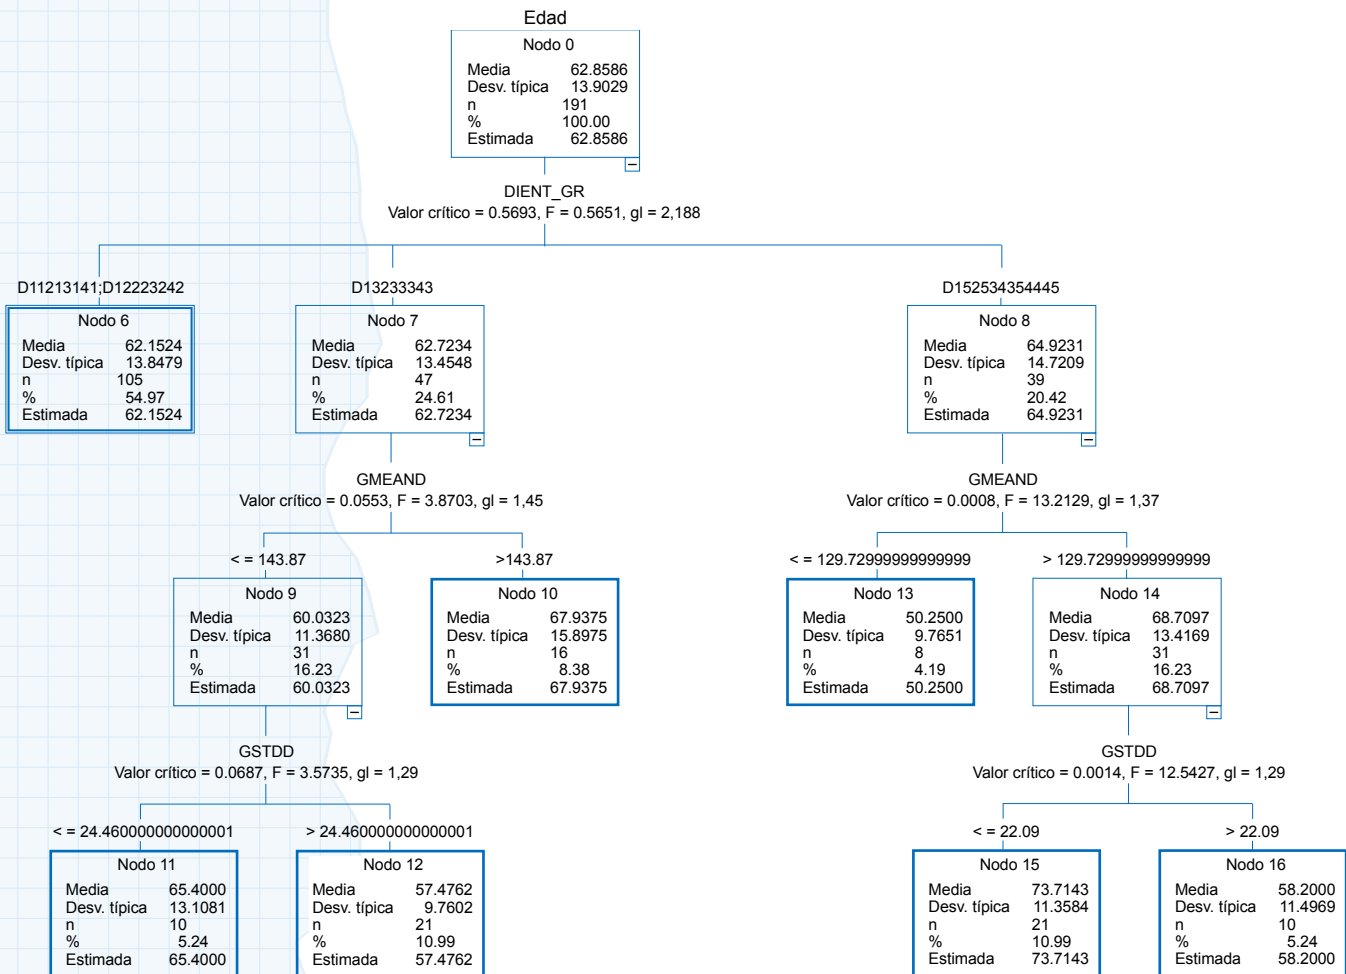 Edad
Nodo 0
Media 62.8586
Desv. típica 13.9029
n 191
% 100.00
Estimada 62.8586
DIENT_GR
Valor crítico = 0.5693, F = 0.5651, gl = 2,188
D11213141;D12223242
Nodo 6
Media 62.1524
Desv. típica 13.8479
n 105
% 54.97
Estimada 62.1524
D13233343
Nodo 7
Media 62.7234
Desv. típica 13.4548
n 47
% 24.61
Estimada 62.7234
D152534354445
Nodo 8
Media 64.9231
Desv. típica 14.7209
n 39
% 20.42
Estimada 64.9231
GMEAND
Valor crítico = 0.0553, F = 3.8703, gl = 1,45
GMEAND
Valor crítico = 0.0008, F = 13.2129, gl = 1,37
< = 143.87
Nodo 9
Media 60.0323
Desv. típica 11.3680
n 31
% 16.23
Estimada 60.0323
>143.87
Nodo 10
Media 67.9375
Desv. típica 15.8975
n 16
% 8.38
Estimada 67.9375
< = 129.72999999999999
Nodo 13
Media 50.2500
Desv. típica 9.7651
n 8
% 4.19
Estimada 50.2500
> 129.72999999999999
Nodo 14
Media 68.7097
Desv. típica 13.4169
n 31
% 16.23
Estimada 68.7097
GSTDD
Valor crítico = 0.0687, F = 3.5735, gl = 1,29
GSTDD
Valor crítico = 0.0014, F = 12.5427, gl = 1,29
< = 24.460000000000001
Nodo 11
Media 65.4000
Desv. típica 13.1081
n 10
% 5.24
Estimada 65.4000
> 24.460000000000001
Nodo 12
Media 57.4762
Desv. típica 9.7602
n 21
% 10.99
Estimada 57.4762
< = 22.09
Nodo 15
Media 73.7143
Desv. típica 11.3584
n 21
% 10.99
Estimada 73.7143
> 22.09
Nodo 16
Media 58.2000
Desv. típica 11.4969
n 10
% 5.24
Estimada 58.2000